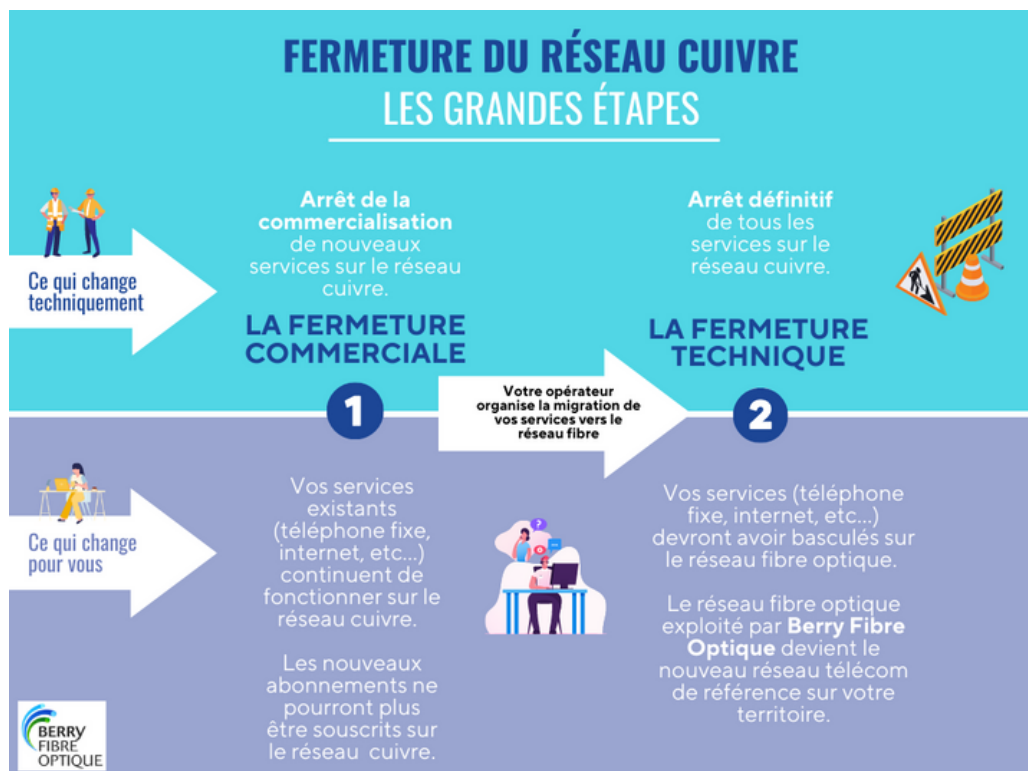 FERMETURE DU RÉSEAU CUIVRE
LES GRANDES ÉTAPES
Ce qui change
techniquement
Arrêt de la
commercialisation
de nouveaux
services sur le réseau
cuivre.
LA FERMETURE
COMMERCIALE
1
Arrêt définitif
de tous les
services sur le
réseau cuivre.
LA FERMETURE
TECHNIQUE
2
Votre opérateur
organise la migration de
vos services vers le
réseau fibre
Ce qui change
pour vous
Vos services
existants
(téléphone fixe,
internet, etc...)
continuent de
fonctionner sur le
réseau cuivre.
Les nouveaux
abonnements ne
pourront plus
être souscrits sur
le réseau cuivre.
Vos services (téléphone
fixe, internet, etc...)
devront avoir basculés sur
le réseau fibre optique.
Le réseau fibre optique
exploité par Berry Fibre
Optique devient le
nouveau réseau télécom
de référence sur votre
territoire.
BERRY
FIBRE
OPTIQUE